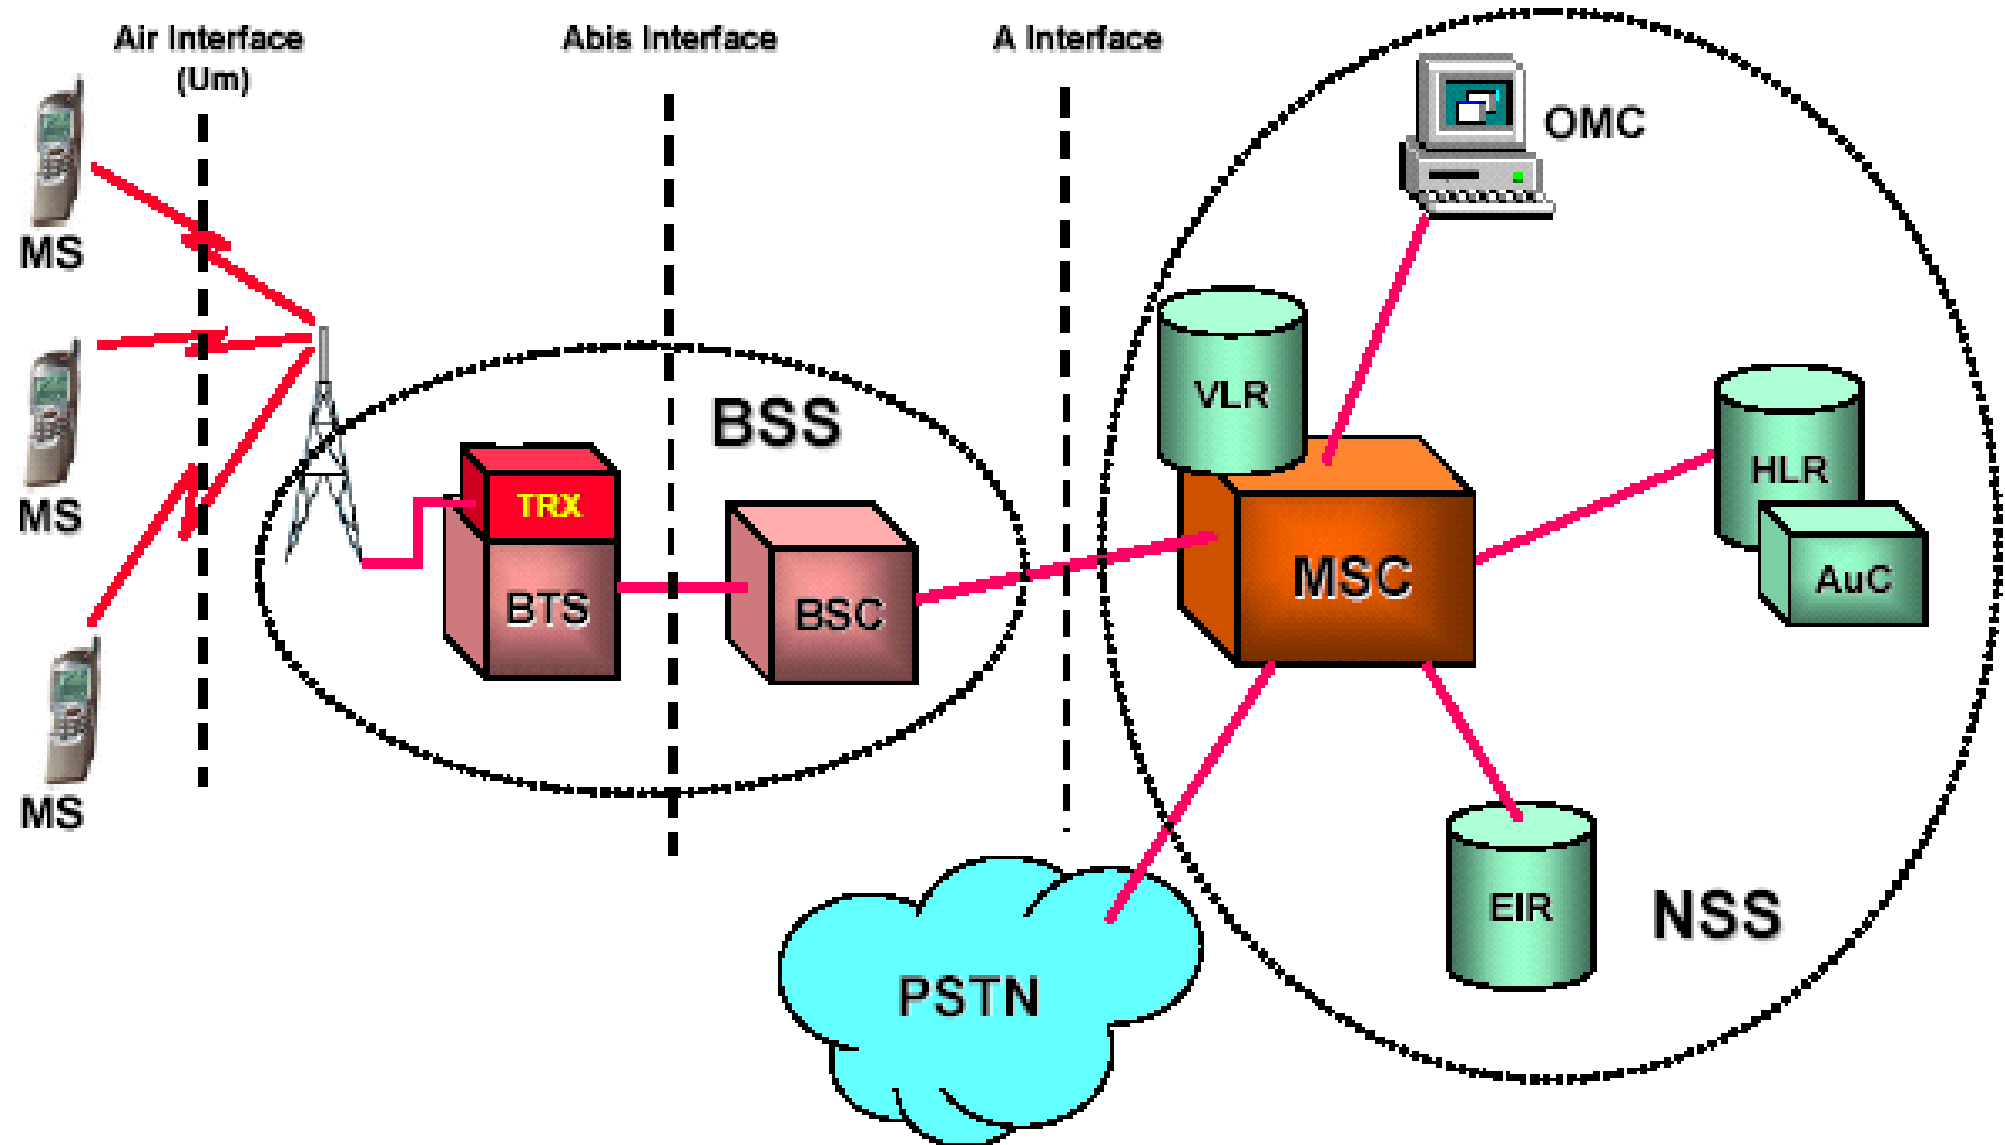 Air Interface
(Um)
Abis Interface
A Interface
OMC
MS
VLR
BSS
HLR
TRX
MS
MSC
AuC
BTS
BSC
MS
EIR
NSS
PSTN